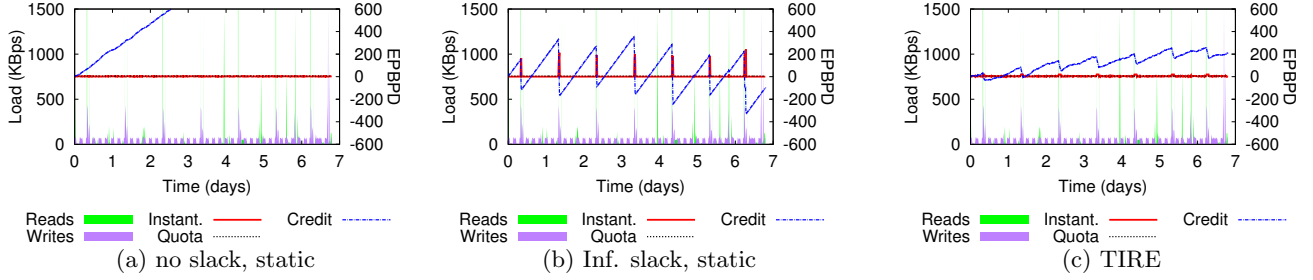 1500
1000
500
0
Load (KBps)
600
400
200
0
-200
-400
-600
EPBPD
0 1 2 3 4 5 6 7
Time (days)
Reads Instant. Credit
Writes Quota
(a) no slack, static
1500
1000
500
0
Load (KBps)
600
400
200
0
-200
-400
-600
EPBPD
0 1 2 3 4 5 6 7
Time (days)
Reads Instant. Credit
Writes Quota
(b) Inf. slack, static
1500
1000
500
0
Load (KBps)
600
400
200
0
-200
-400
-600
EPBPD
0 1 2 3 4 5 6 7
Time (days)
Reads Instant. Credit
Writes Quota
(c) TIRE